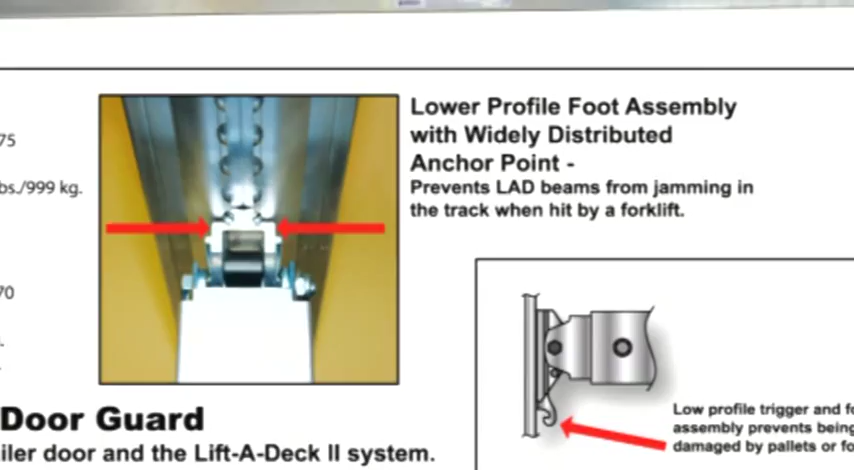 75
bs./999 kg.
70
Lower Profile Foot Assembly
with Widely Distributed
Anchor Point -
Prevents LAD beams from jamming in
the track when hit by a forklift.
Door Guard
iler door and the Lift-A-Deck II system.
Low profile trigger and fo
assembly prevents being
damaged by pallets or fo